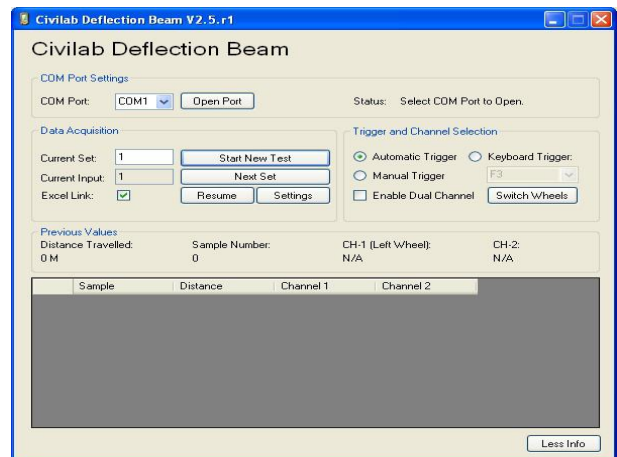 Civilab Deflection Beam V2.5.r1
Civilab Deflection Beam
COM Port Settings
COM Port: COM1 Open Port Status: Select COM Port to Open.
Data Acquisition
Current Set: 1 Start New Test
Current Input: 1 Next Set
Excel Link: Resume Settings
Trigger and Channel Selection
Automatic Trigger Keyboard Trigger:
Manual Trigger F3
Enable Dual Channel Switch Wheels
Previous Values
Distance Travelled: Sample Number: CH-1 (Left Wheel): CH-2:
0 M 0 N/A N/A
Sample Distance Channel 1 Channel 2
Less Info